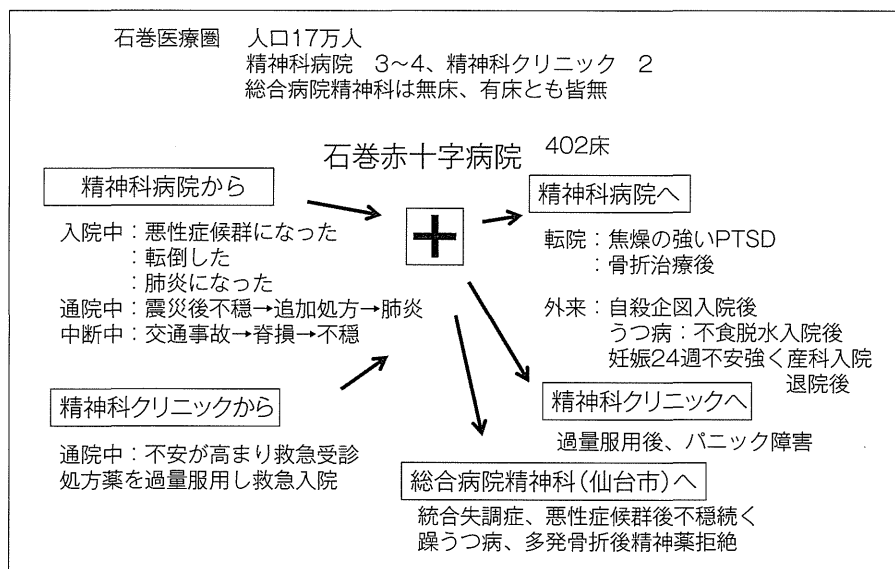 石巻医療圏　人口17万人
精神科病院　3～4、精神科クリニック　2
総合病院精神科は無床、有床とも皆無
石巻赤十字病院　402床
精神科病院から
入院中：悪性症候群になった
：転倒した
：肺炎になった
通院中：震災後不穏→追加処方→肺炎
中断中：交通事故→脊損→不穏
精神科クリニックから
通院中：不安が高まり救急受診
処方薬を過量服用し救急入院
精神科病院へ
転院：焦燥の強いPTSD
：骨折治療後
外来：自殺企図入院後
うつ病：不食脱水入院後
妊娠24週不安強く産科入院
退院後
精神科クリニックへ
過量服用後、パニック障害
総合病院精神科（仙台市）へ
統合失調症、悪性症候群後不穏続く
躁うつ病、多発骨折後精神薬拒絶